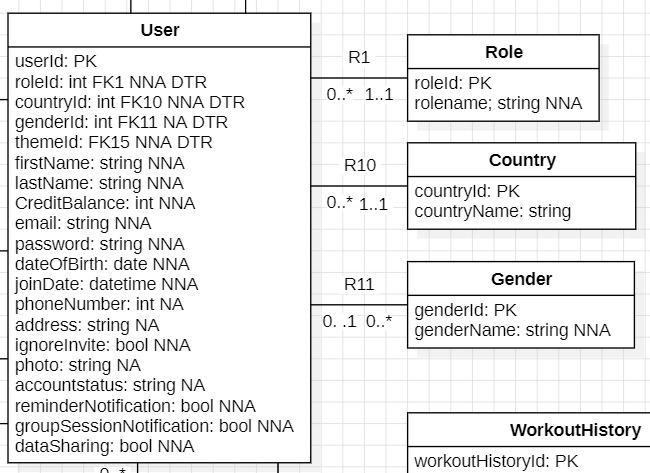 User
userId: PK
roleId: int FK1 NNA DTR
countryId: int FK10 NNA DTR
genderId: int FK11 NA DTR
themeId: FK15 NNA DTR
firstName: string NNA
lastName: string NNA
CreditBalance: int NNA
email: string NNA
password: string NNA
dateOfBirth: date NNA
joinDate: datetime NNA
phoneNumber: int NA
address: string NA
ignoreInvite: bool NNA
photo: string NA
accountstatus: string NA
reminderNotification: bool NNA
groupSessionNotification: bool NNA
dataSharing: bool NNA
0..*
R1
0..* 1..1
Role
roleId: PK
rolename; string NNA
R10
0..* 1..1
Country
countryId: PK
countryName: string
R11
0. .1 0..*
Gender
genderId: PK
genderName: string NNA
WorkoutHistory
workoutHistoryId: PK